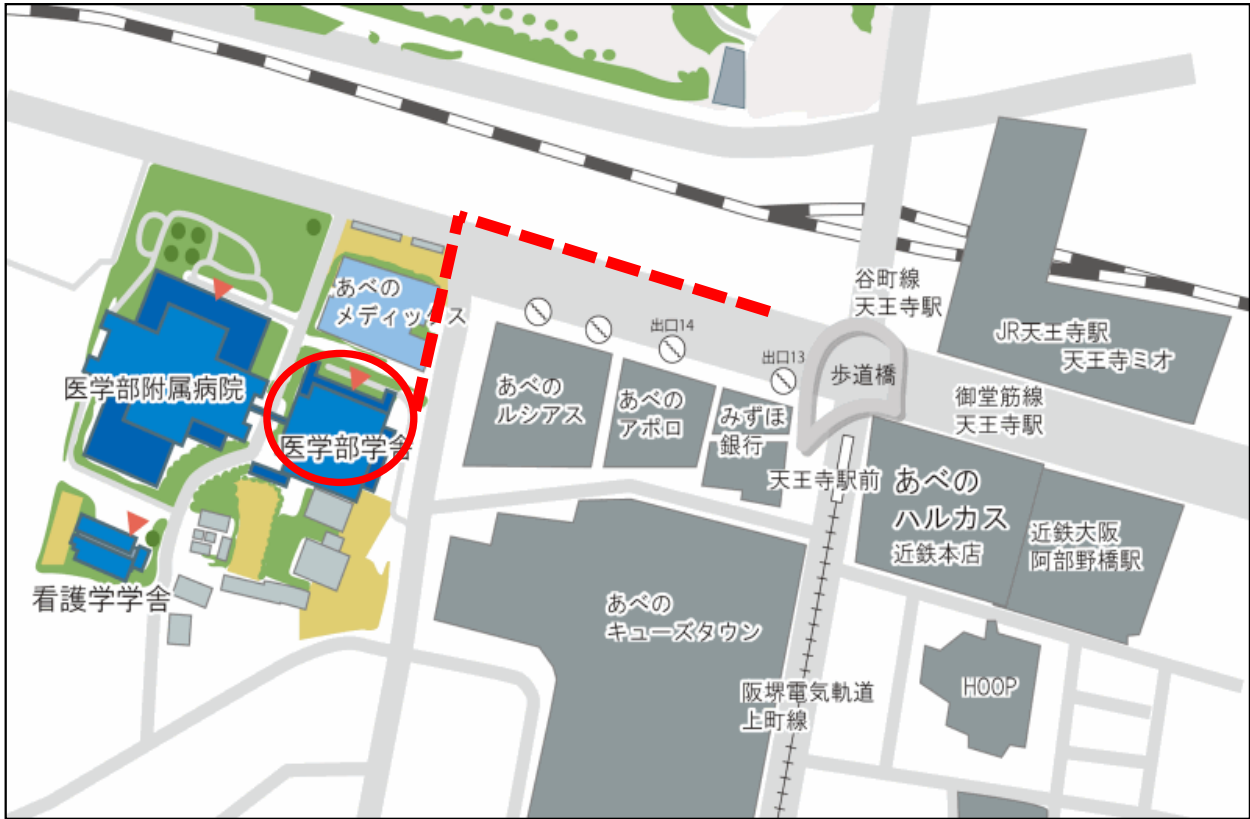 谷町線
天王寺駅
JR天王寺駅
天王寺ミオ
あべの
メディックス
出口14
出口13
歩道橋
医学部附属病院
あべの
ルシアス
あべの
アポロ
みずほ
銀行
御堂筋線
天王寺駅
医学部学舎
天王寺駅前
あべの
ハルカス
近鉄本店
近鉄大阪
阿部野橋駅
看護学学舎
あべの
キューズタウン
阪堺電気軌道
上町線
HOOP